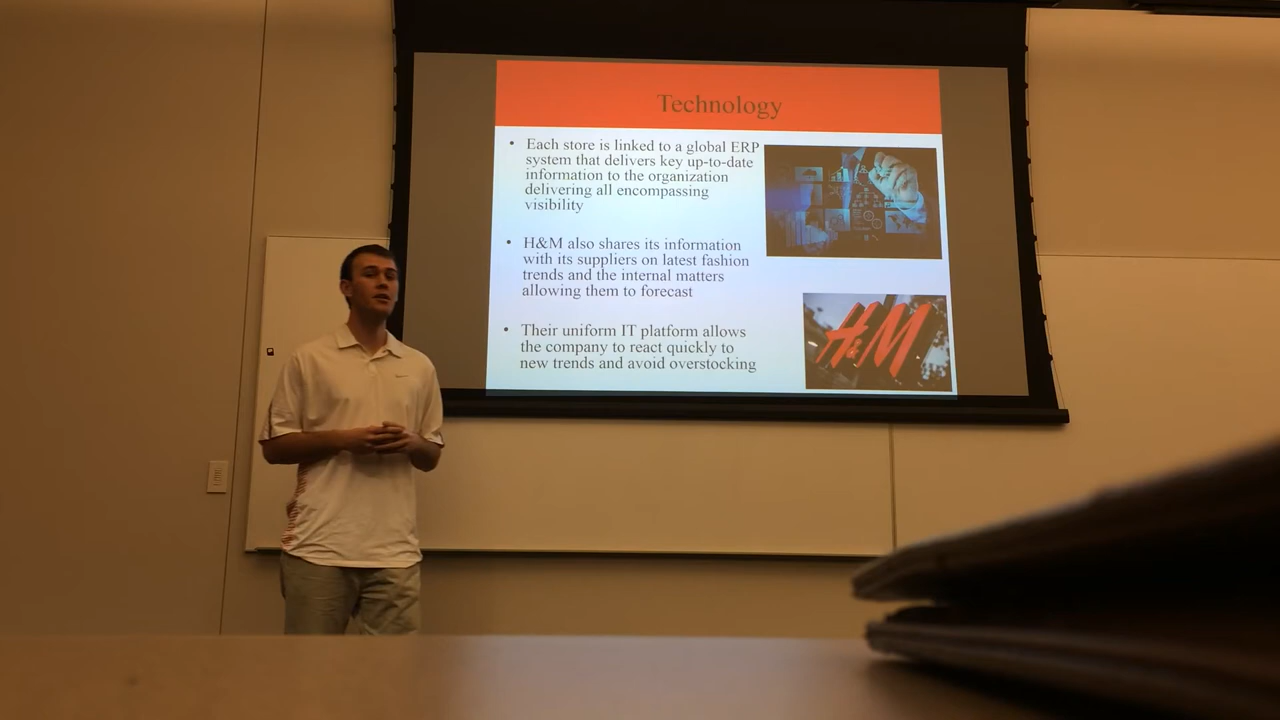 Technology
• Each store is linked to a global ERP
system that delivers key up-to-date
information to the organization
delivering all encompassing
visibility
• H&M also shares its information
with its suppliers on latest fashion
trends and the internal matters
allowing them to forecast
• Their uniform IT platform allows
the company to react quickly to
new trends and avoid overstocking
H&M